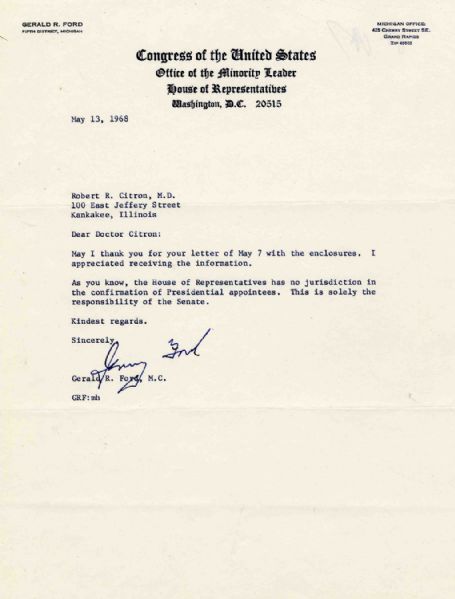 GERALD R. FORD
FIFTH DISTRICT, MICHIGAN
MICHIGAN OFFICE:
425 CHERRY STREET SE.
GRAND RAPIDS
ZIP 49502
Congress of the United States
Office of the Minority Leader
House of Representatives
Washington, D.C. 20515
May 13, 1968
Robert R. Citron, M.D.
100 East Jeffery Street
Kankakee, Illinois
Dear Doctor Citron:
May I thank you for your letter of May 7 with the enclosures. I
appreciated receiving the information.
As you know, the House of Representatives has no jurisdiction in
the confirmation of Presidential appointees. This is solely the
responsibility of the Senate.
Kindest regards.
Sincerely,
Jerry Ford
Gerald R. Ford, M.C.
GRF:mh